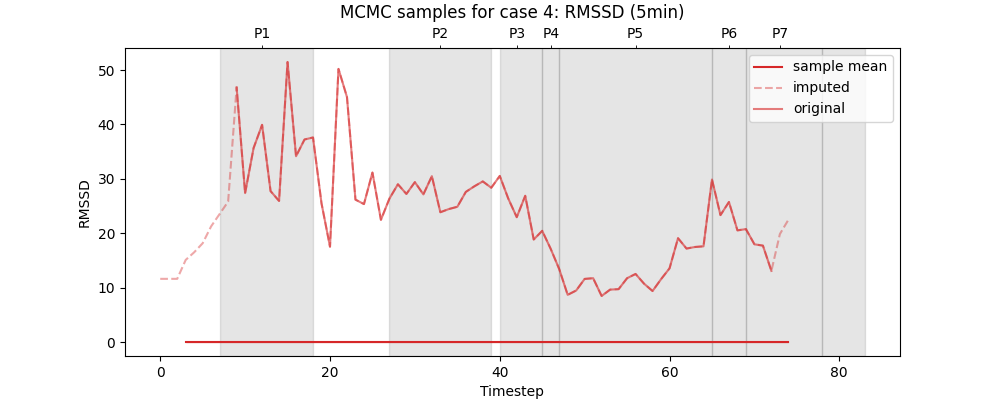 MCMC samples for case 4: RMSSD (5min)
P1 P2 P3 P4 P5 P6 P7
sample mean
imputed
original
50
40
30
20
10
0
RMSSD
0 20 40 60 80
Timestep